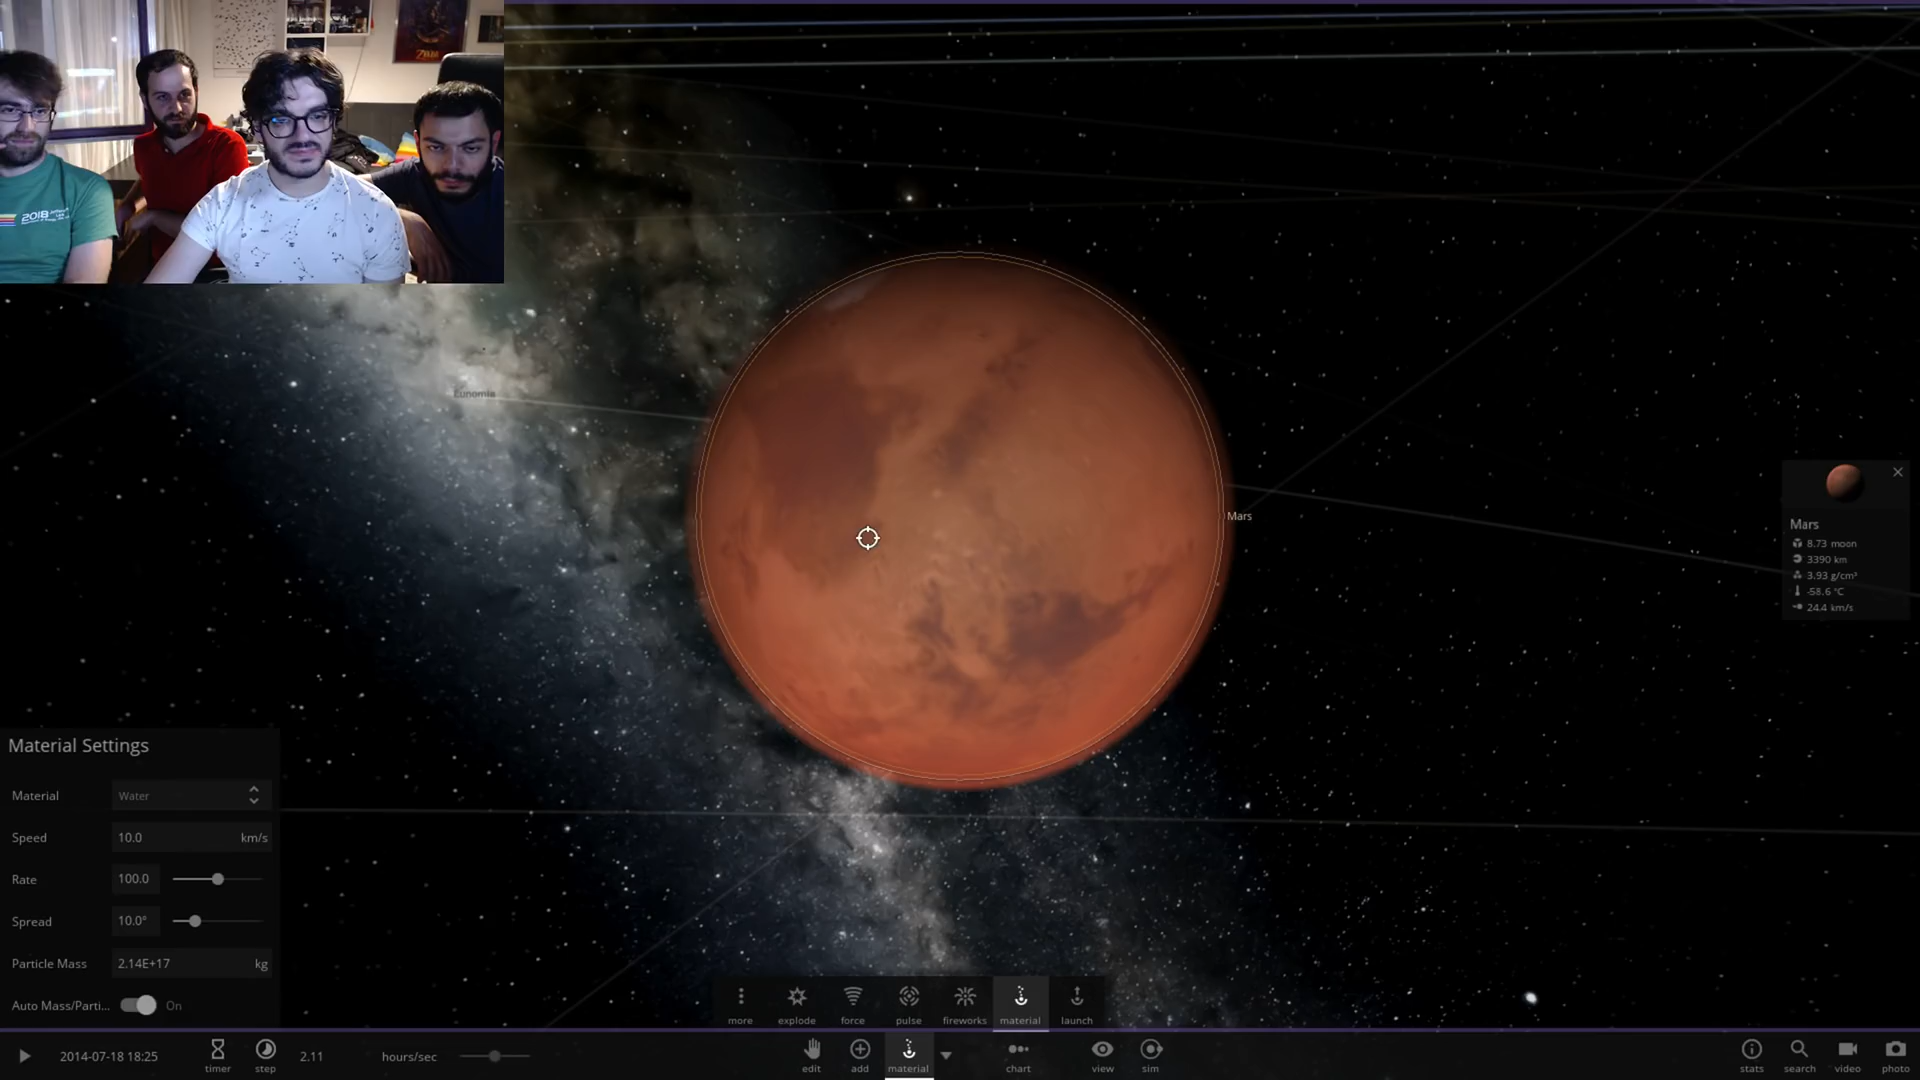 ZELDA
2018
Eunomia
Mars
Mars
8.73 moon
3390 km
3.93 g/cm³
-58.6 °C
24.4 km/s
Material Settings
Material Water
Speed 10.0 km/s
Rate 100.0
Spread 10.0°
Particle Mass 2.14E+17 kg
Auto Mass/Parti... On
more explode force pulse fireworks material launch
2014-07-18 18:25 timer step 2.11 hours/sec edit add material chart view sim stats search video photo